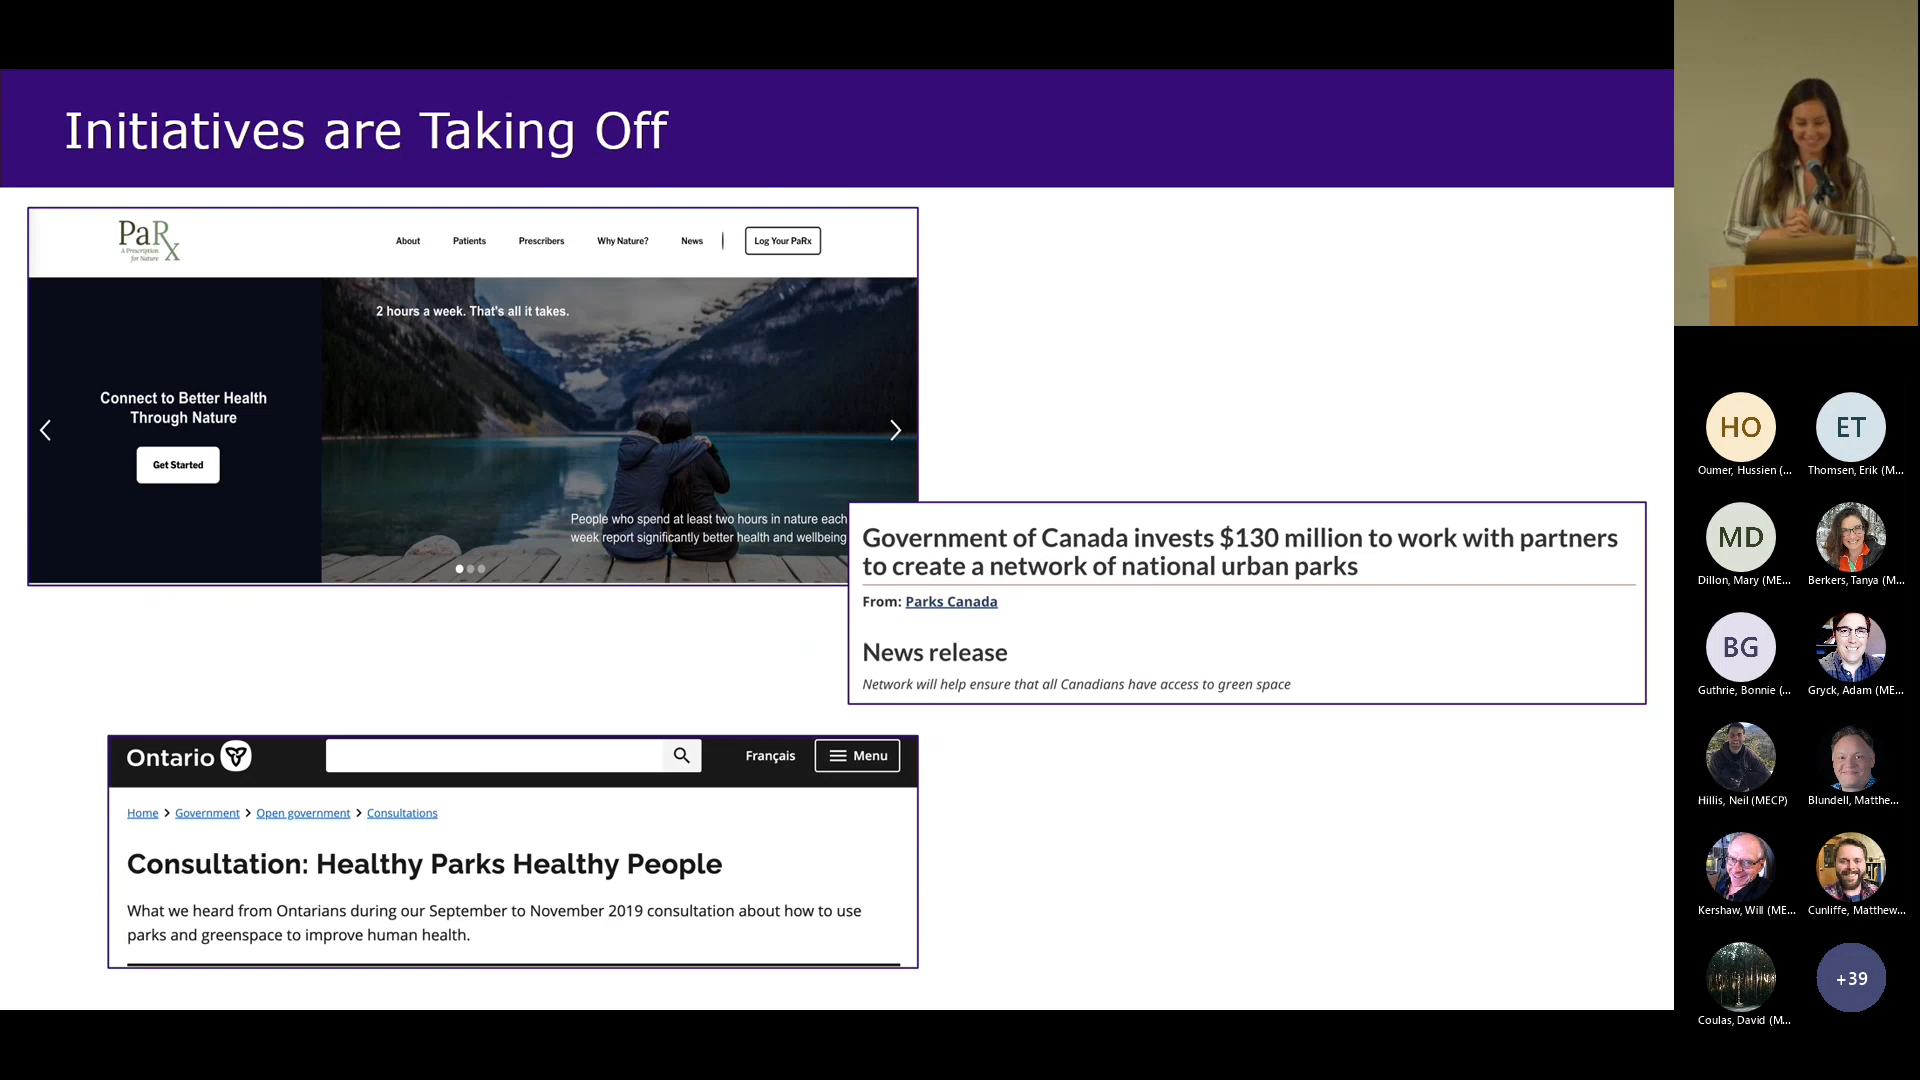 Initiatives are Taking Off
PaRx
A Prescription
for Nature
About
Patients
Prescribers
Why Nature?
News
Log Your PaRx
2 hours a week. That's all it takes.
Connect to Better Health
Through Nature
Get Started
People who spend at least two hours in nature each
week report significantly better health and wellbeing
Government of Canada invests $130 million to work with partners
to create a network of national urban parks
From: Parks Canada
News release
Network will help ensure that all Canadians have access to green space
Ontario
Français
Menu
Home > Government > Open government > Consultations
Consultation: Healthy Parks Healthy People
What we heard from Ontarians during our September to November 2019 consultation about how to use
parks and greenspace to improve human health.
HO
ET
Oumer, Hussien (...
Thomsen, Erik (M...
MD
Dillon, Mary (ME...
Berkers, Tanya (M...
BG
Guthrie, Bonnie (...
Gryck, Adam (ME...
Hillis, Neil (MECP)
Blundell, Matthe...
Kershaw, Will (ME...
Cunliffe, Matthew...
+39
Coulas, David (M...